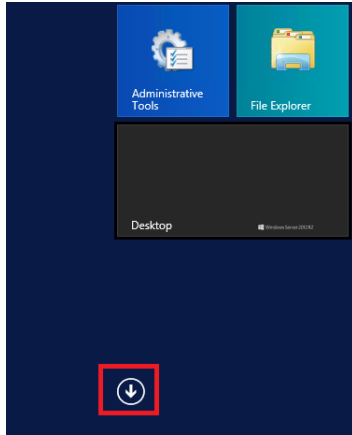 Administrative
Tools
File Explorer
Desktop
Windows Server 2012 R2